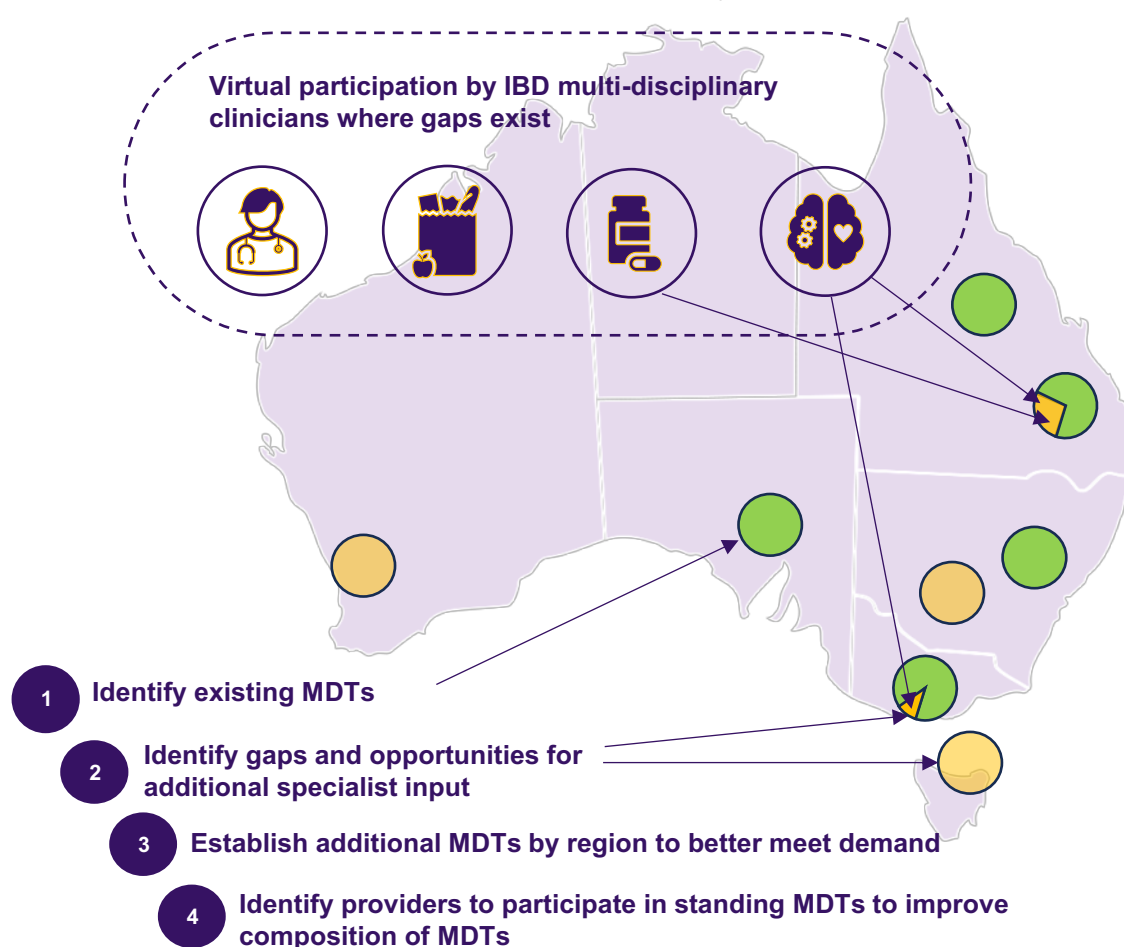 Virtual participation by IBD multi-disciplinary
clinicians where gaps exist
1 Identify existing MDTs
2 Identify gaps and opportunities for
additional specialist input
3 Establish additional MDTs by region to better meet demand
4 Identify providers to participate in standing MDTs to improve
composition of MDTs